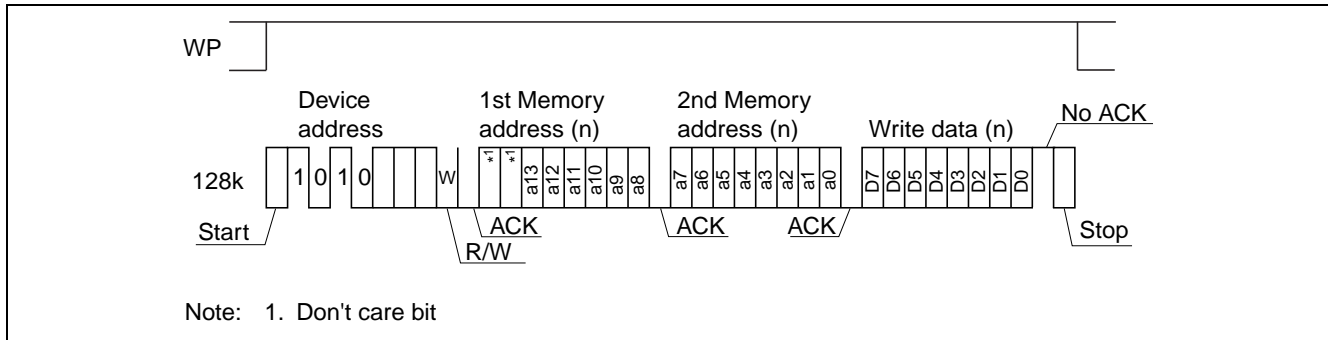 WP
Device address
1st Memory address (n)
2nd Memory address (n)
Write data (n)
No ACK
128k
1 0 1 0
W
*1 *1 a13 a12 a11 a10 a9 a8
a7 a6 a5 a4 a3 a2 a1 a0
D7 D6 D5 D4 D3 D2 D1 D0
Start
R/W
ACK
ACK
ACK
Stop
Note: 1. Don't care bit